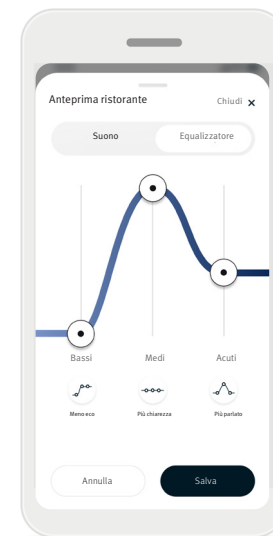 Anteprima ristorante Chiudi ×
Suono Equalizzatore
Bassi Medi Acuti
Meno eco Più chiarezza Più parlato
Annulla Salva